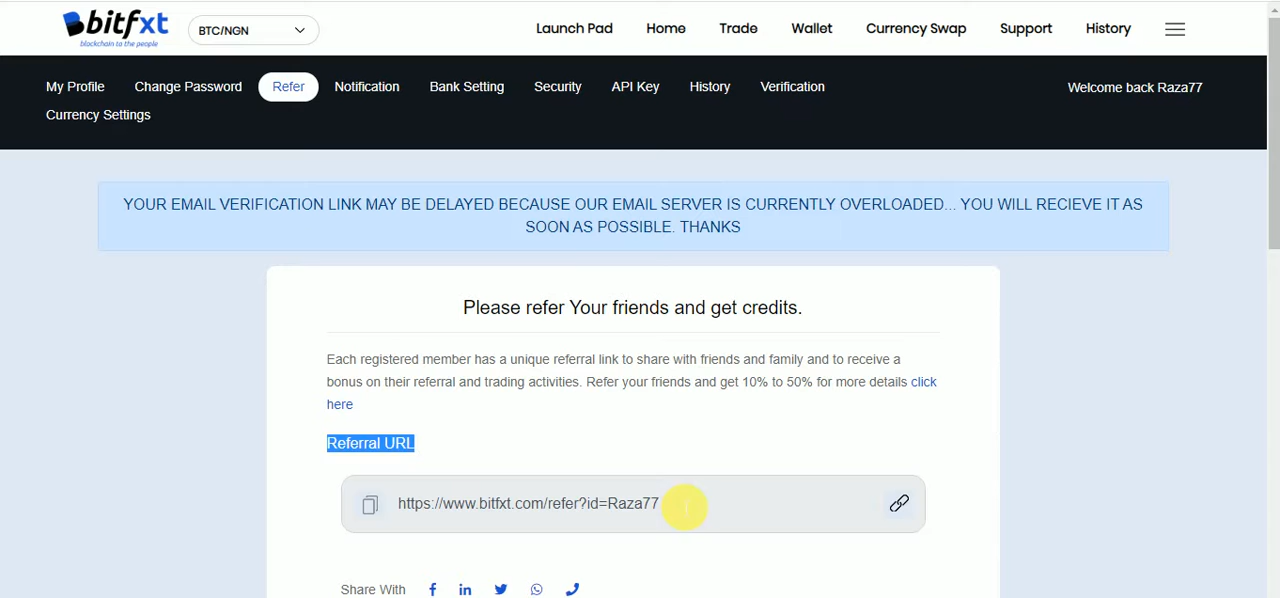 bitfxt
blockchain to the people
BTC/NGN
Launch Pad Home Trade Wallet Currency Swap Support History
My Profile Change Password Refer Notification Bank Setting Security API Key History Verification
Welcome back Raza77
Currency Settings
YOUR EMAIL VERIFICATION LINK MAY BE DELAYED BECAUSE OUR EMAIL SERVER IS CURRENTLY OVERLOADED... YOU WILL RECIEVE IT AS
SOON AS POSSIBLE. THANKS
Please refer Your friends and get credits.
Each registered member has a unique referral link to share with friends and family and to receive a
bonus on their referral and trading activities. Refer your friends and get 10% to 50% for more details click
here
Referral URL
https://www.bitfxt.com/refer?id=Raza77
Share With